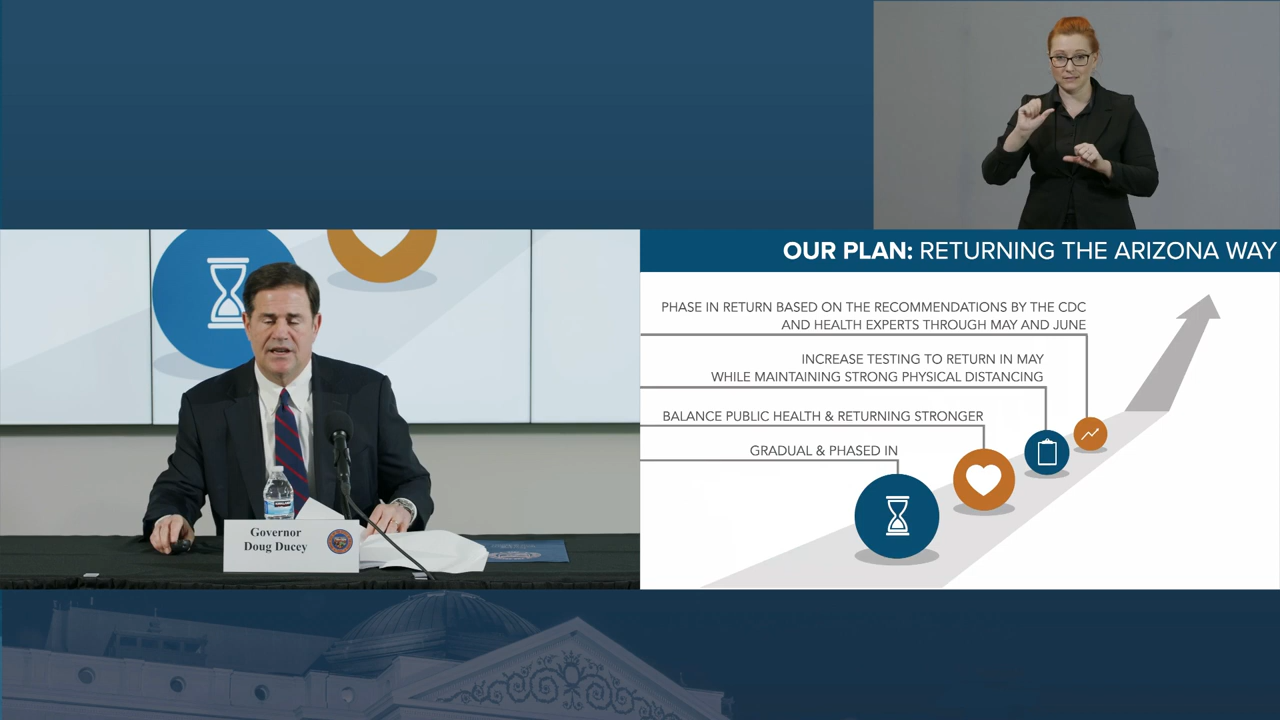 OUR PLAN: RETURNING THE ARIZONA WAY
PHASE IN RETURN BASED ON THE RECOMMENDATIONS BY THE CDC
AND HEALTH EXPERTS THROUGH MAY AND JUNE
INCREASE TESTING TO RETURN IN MAY
WHILE MAINTAINING STRONG PHYSICAL DISTANCING
BALANCE PUBLIC HEALTH & RETURNING STRONGER
GRADUAL & PHASED IN
Governor
Doug Ducey